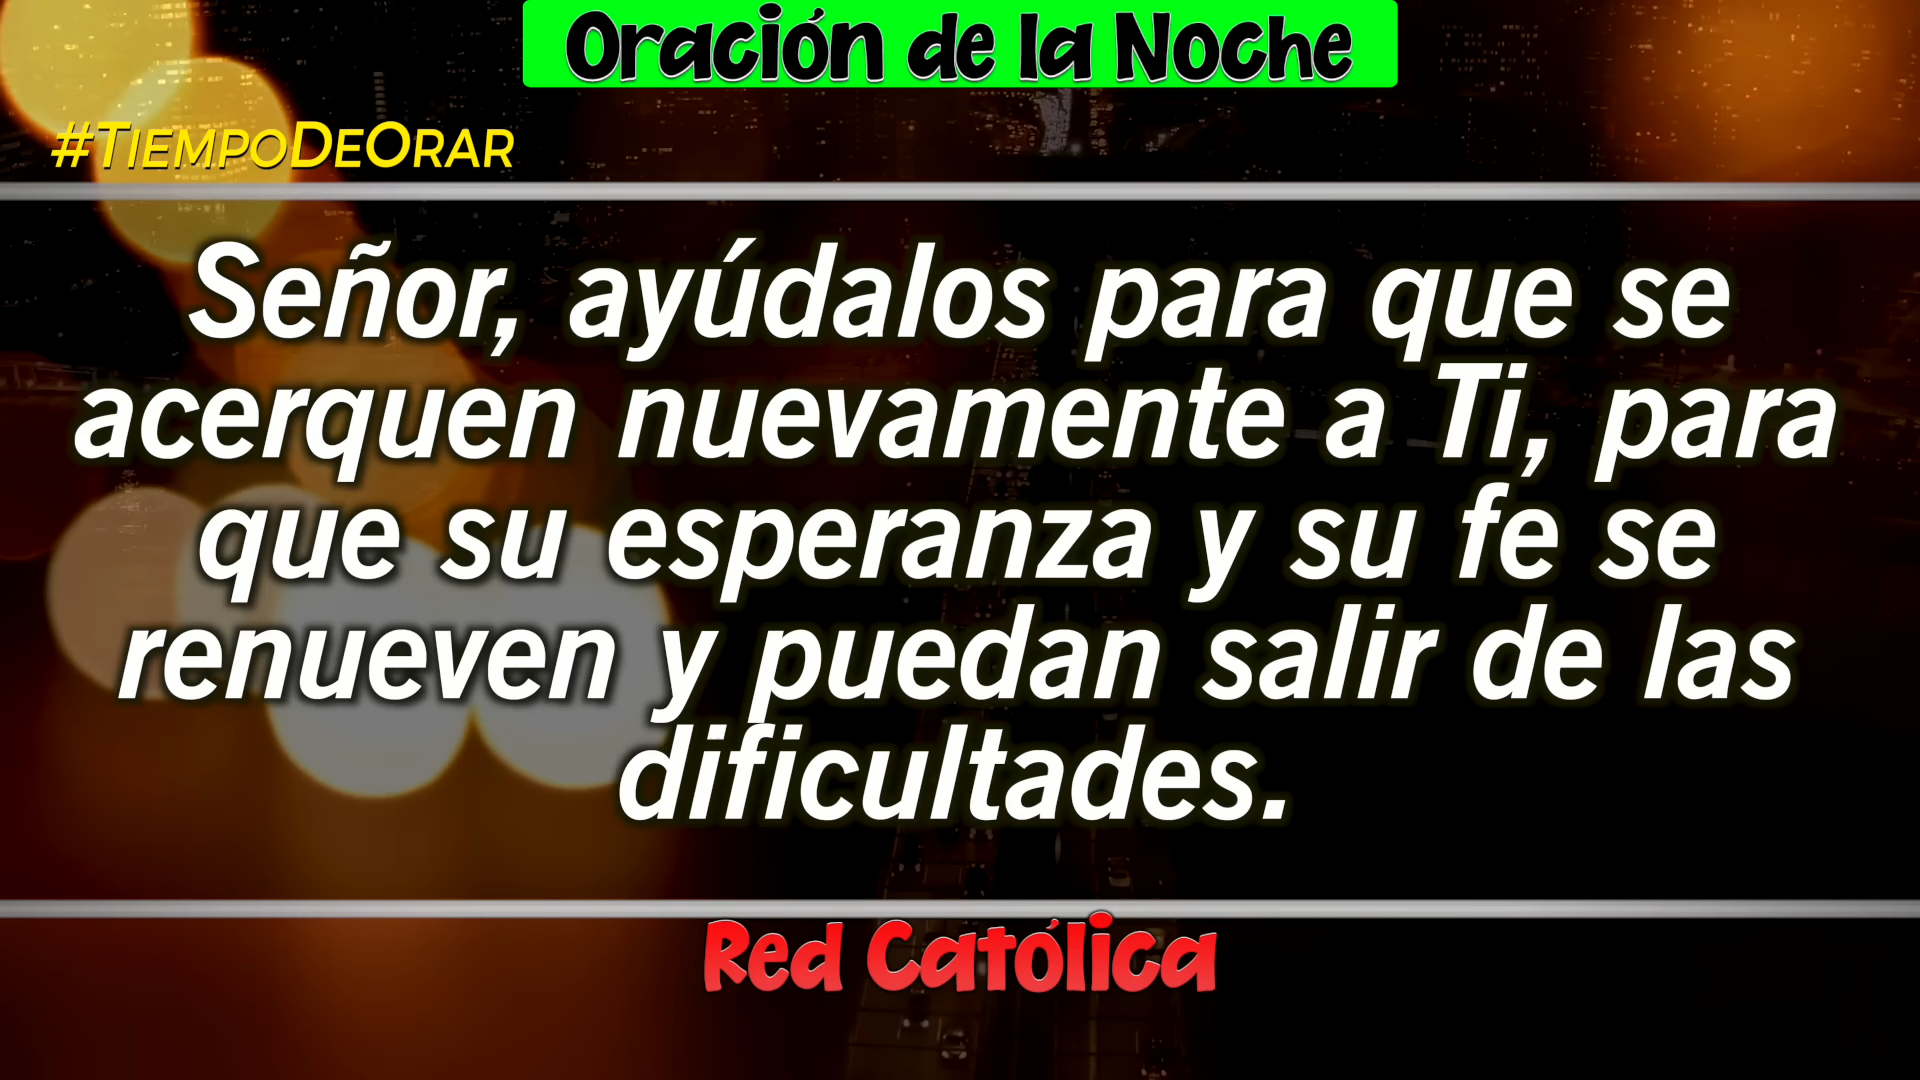 Oración de la Noche
#TiempoDeOrar
Señor, ayúdalos para que se
acerquen nuevamente a Ti, para
que su esperanza y su fe se
renueven y puedan salir de las
dificultades.
Red Católica